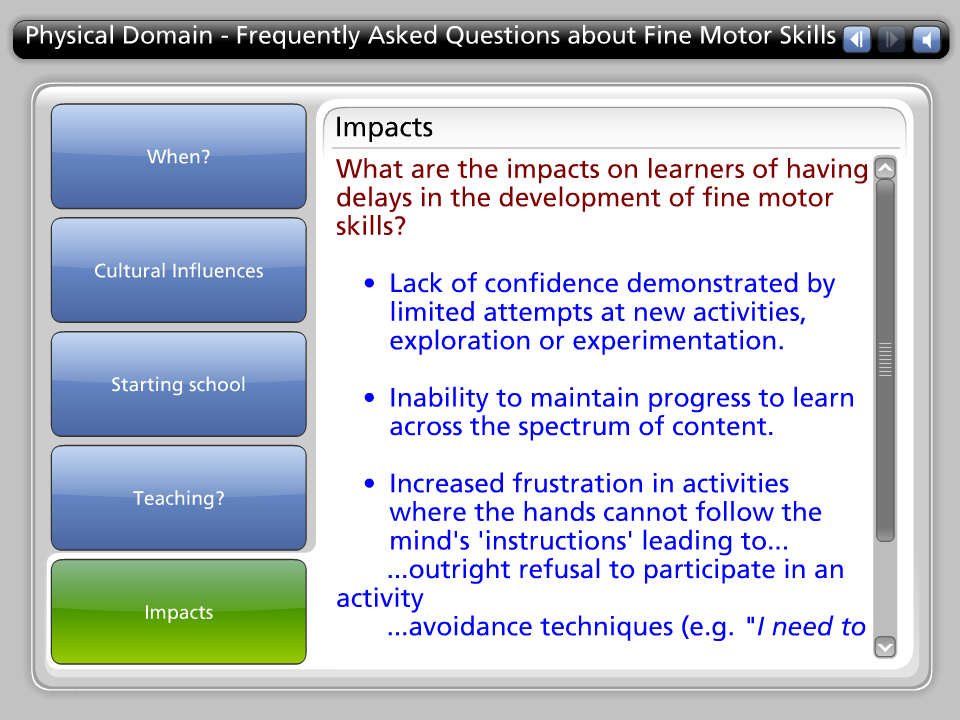 Physical Domain - Frequently Asked Questions about Fine Motor Skills
When?
Cultural Influences
Starting school
Teaching?
Impacts
Impacts
What are the impacts on learners of having
delays in the development of fine motor
skills?
• Lack of confidence demonstrated by
limited attempts at new activities,
exploration or experimentation.
• Inability to maintain progress to learn
across the spectrum of content.
• Increased frustration in activities
where the hands cannot follow the
mind's 'instructions' leading to...
...outright refusal to participate in an
activity
...avoidance techniques (e.g. "I need to